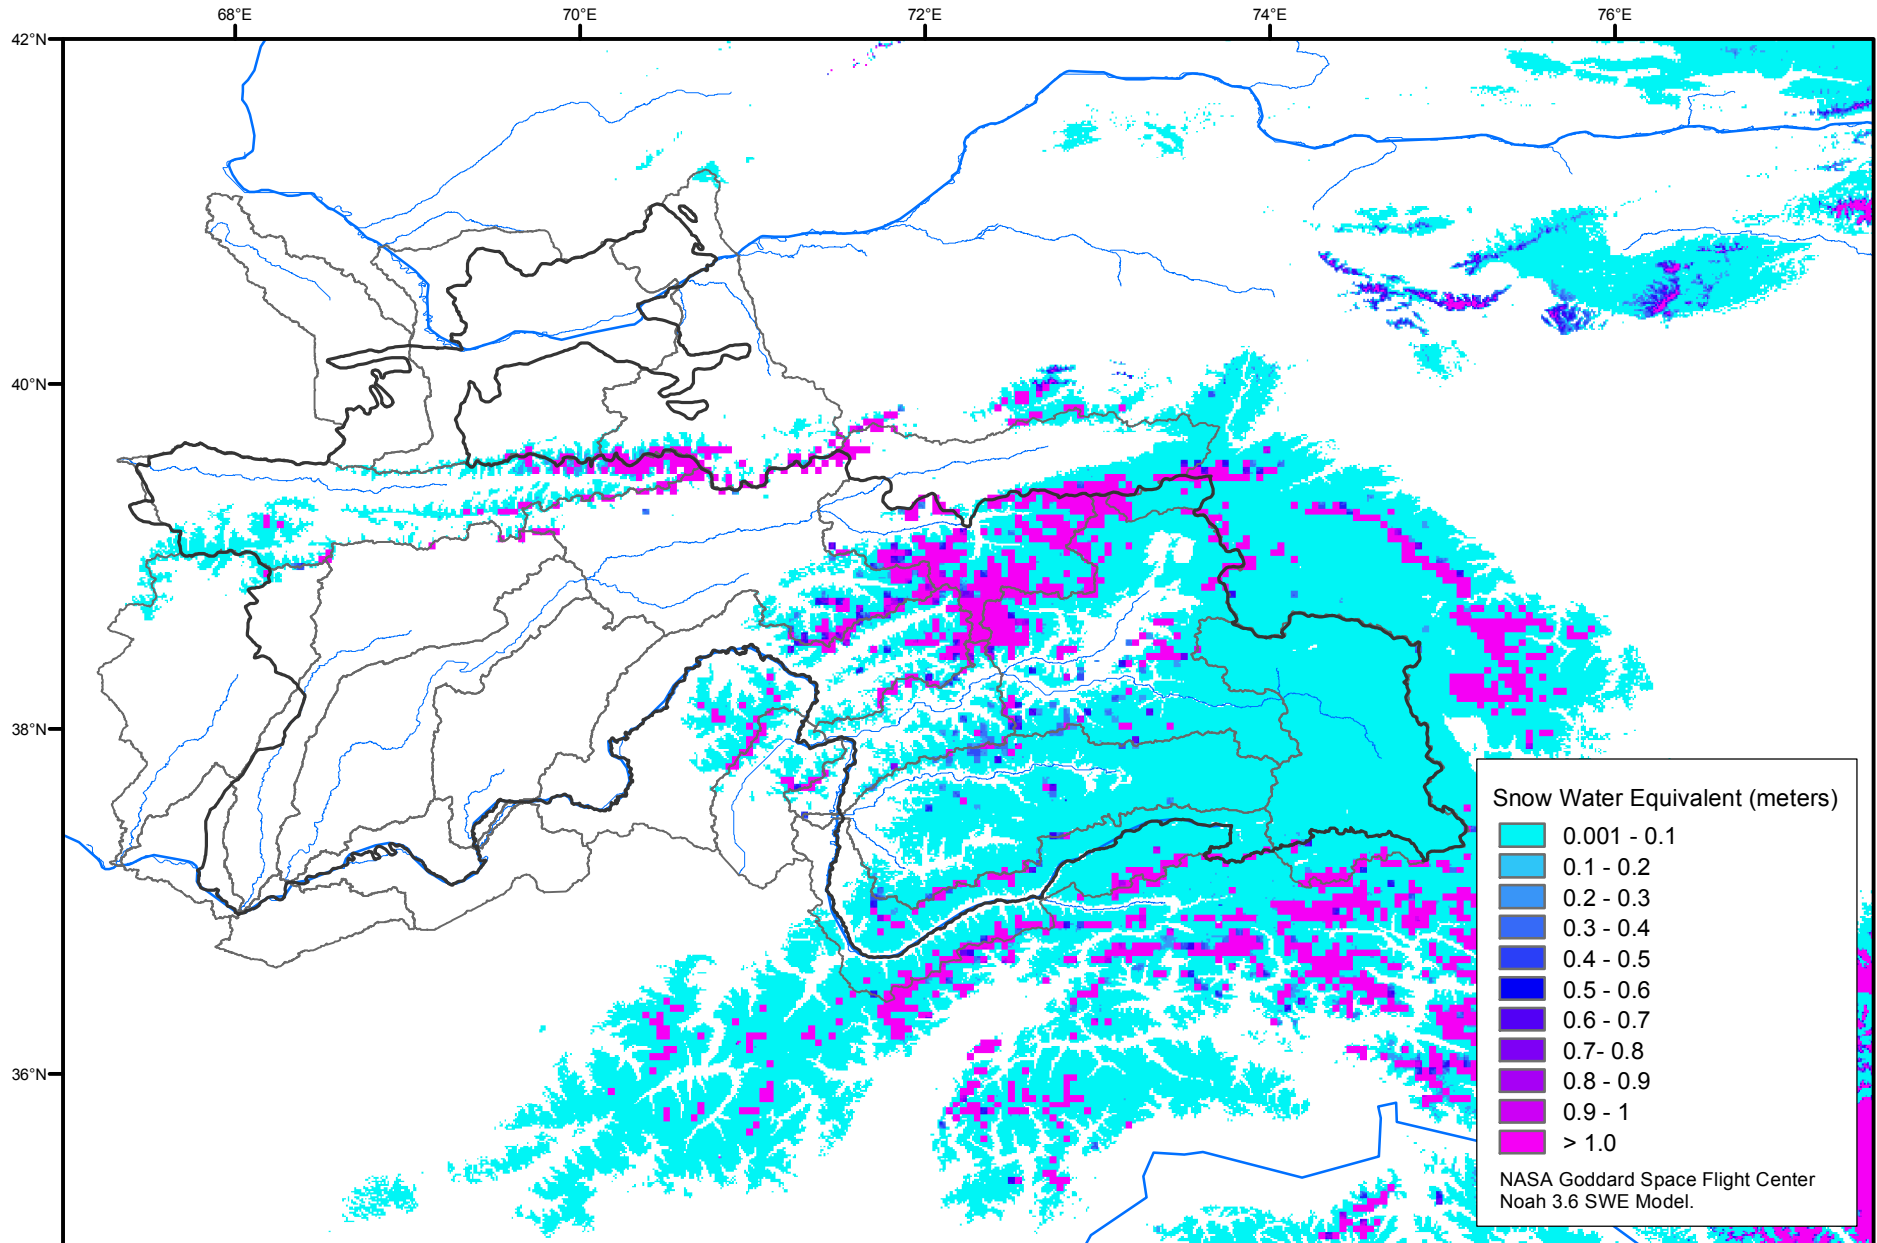 68°E 70°E 72°E 74°E 76°E
42°N
40°N
38°N
36°N
Snow Water Equivalent (meters)
0.001 - 0.1
0.1 - 0.2
0.2 - 0.3
0.3 - 0.4
0.4 - 0.5
0.5 - 0.6
0.6 - 0.7
0.7- 0.8
0.8 - 0.9
0.9 - 1
> 1.0
NASA Goddard Space Flight Center
Noah 3.6 SWE Model.